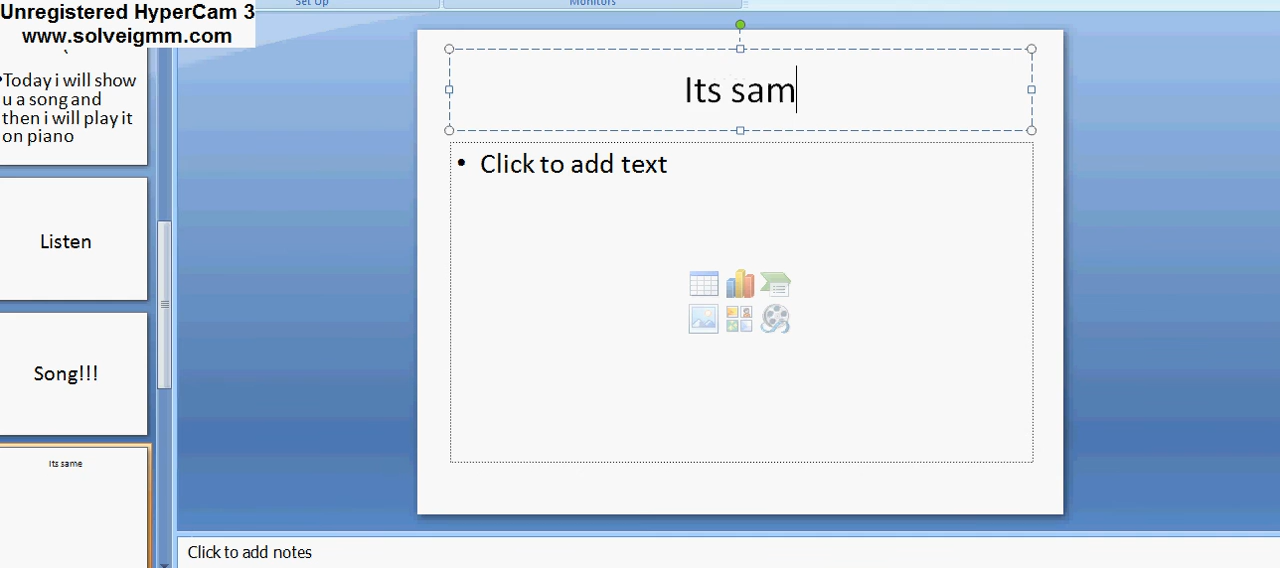 Unregistered HyperCam 3
www.solveigmm.com
Set Up
Monitors
•Today i will show
u a song and
then i will play it
on piano
Listen
Song!!!
Its same
Its sam
• Click to add text
Click to add notes